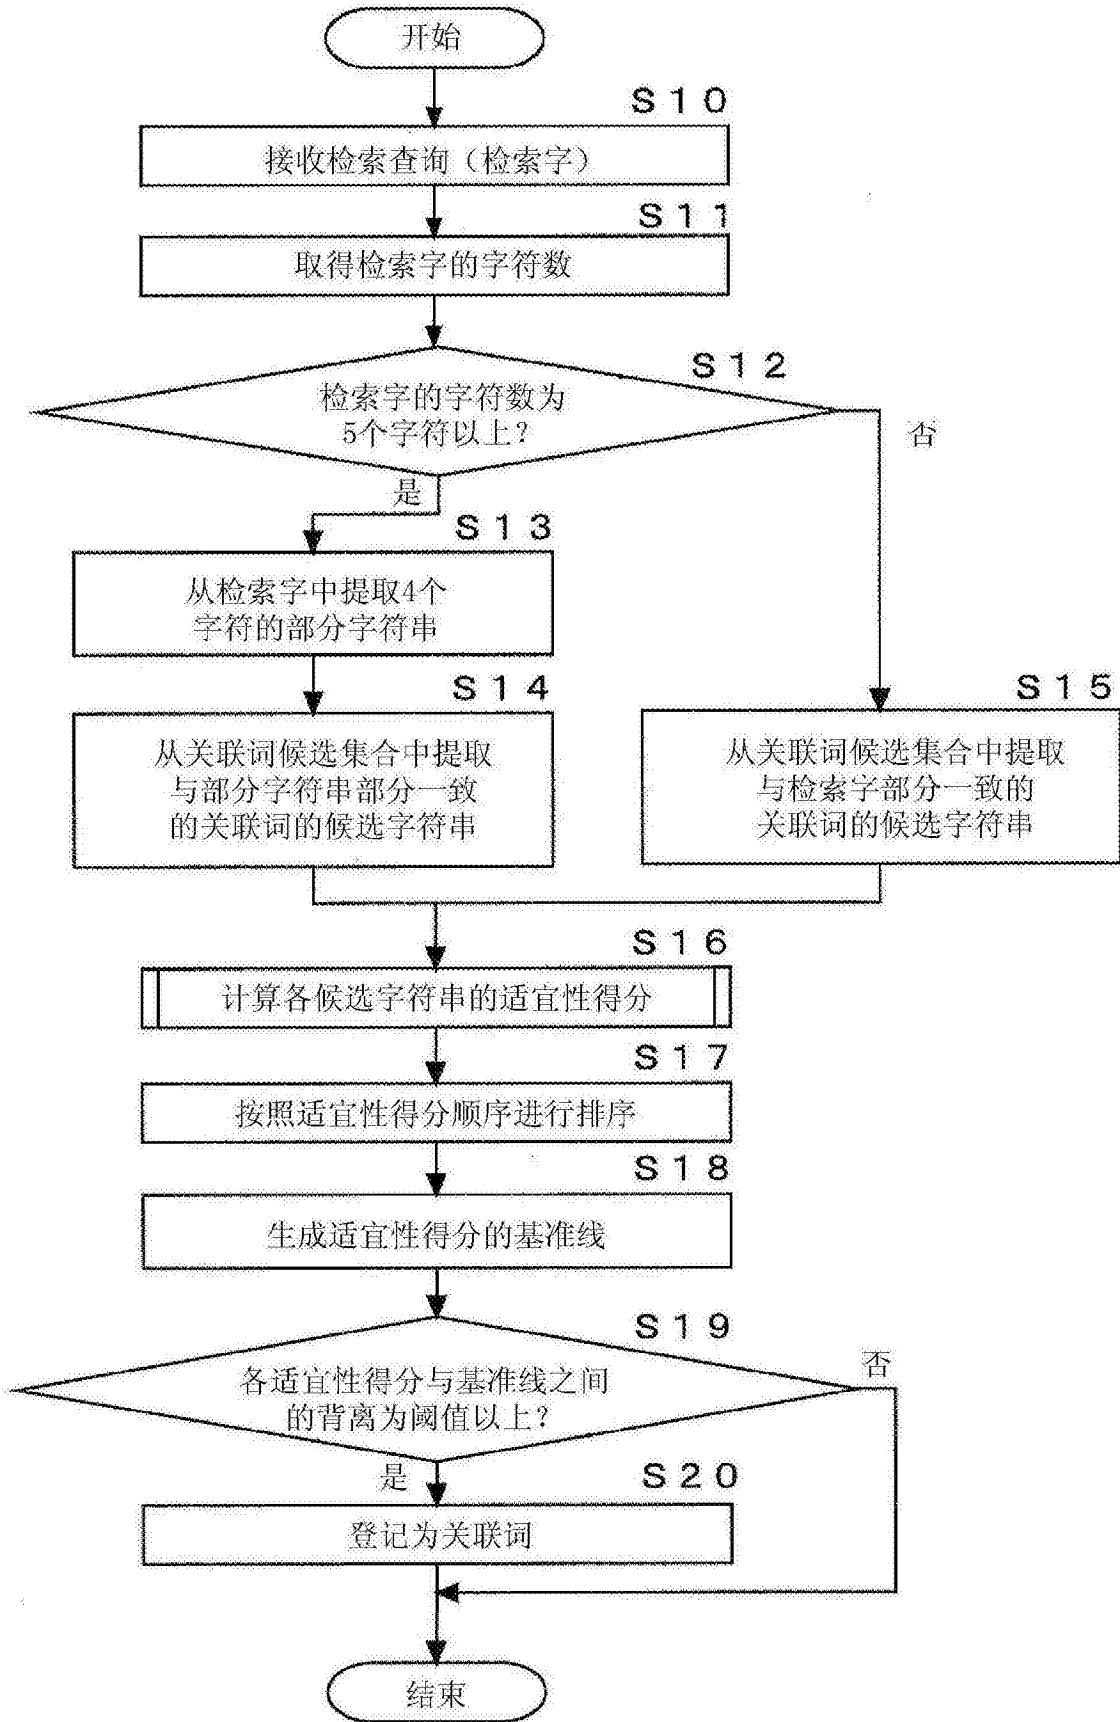 开始
S10
接收检索查询（检索字）
S11
取得检索字的字符数
S12
检索字的字符数为
5个字符以上？
否
是
S13
从检索字中提取4个
字符的部分字符串
S14
从关联词候选集合中提取
与部分字符串部分一致
的关联词的候选字符串
S15
从关联词候选集合中提取
与检索字部分一致的
关联词的候选字符串
S16
计算各候选字符串的适宜性得分
S17
按照适宜性得分顺序进行排序
S18
生成适宜性得分的基准线
S19
各适宜性得分与基准线之间
的背离为阈值以上？
否
是
S20
登记为关联词
结束